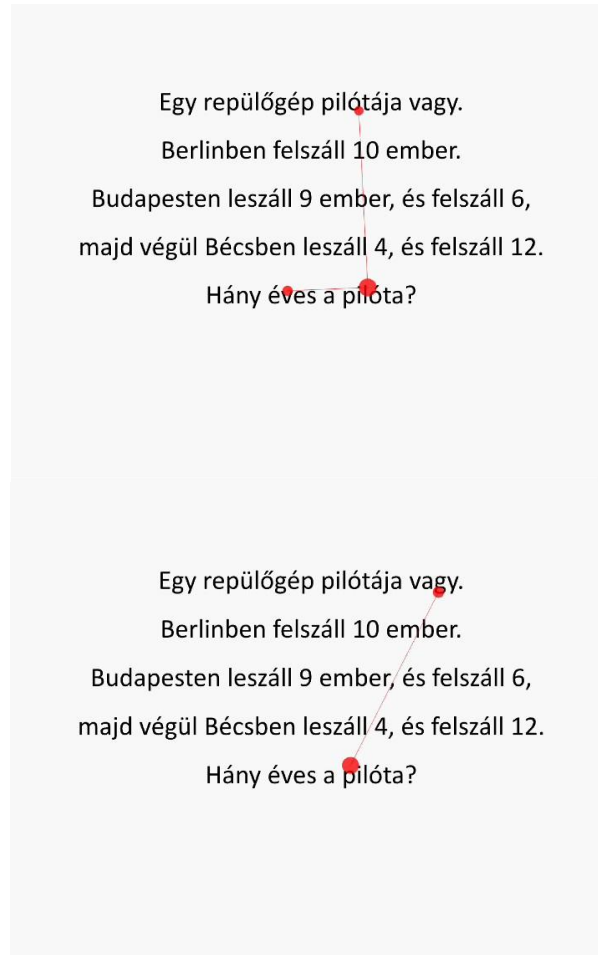 Egy repülőgép pilótája vagy.
Berlinben felszáll 10 ember.
Budapesten leszáll 9 ember, és felszáll 6,
majd végül Bécsben leszáll 4, és felszáll 12.
Hány éves a pilóta?
Egy repülőgép pilótája vagy.
Berlinben felszáll 10 ember.
Budapesten leszáll 9 ember, és felszáll 6,
majd végül Bécsben leszáll 4, és felszáll 12.
Hány éves a pilóta?